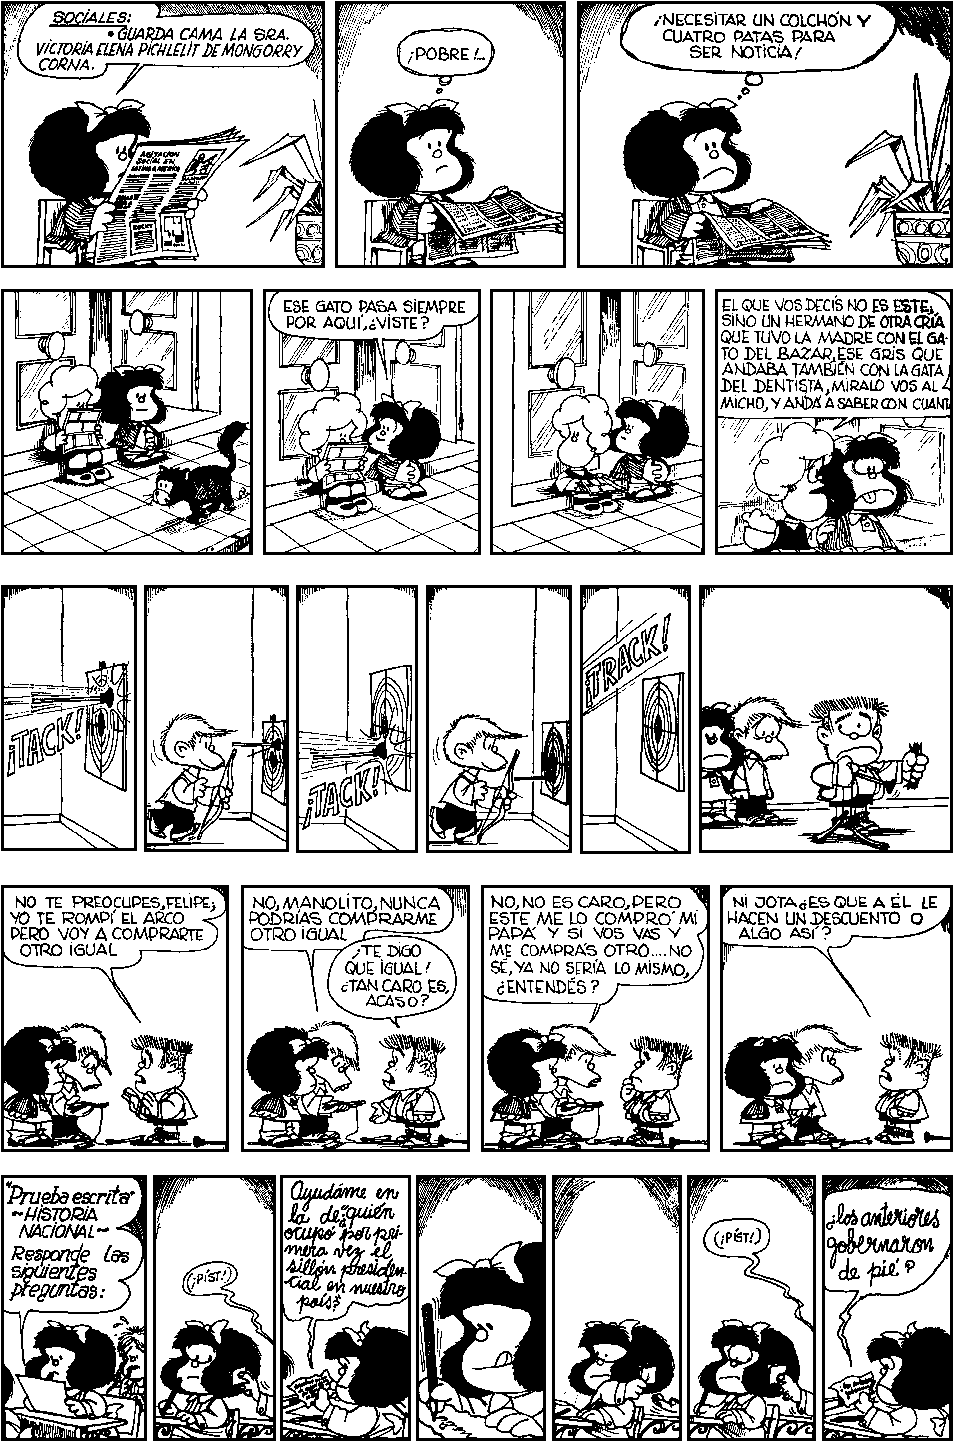 SOCIALES:
• GUARDA CAMA LA SRA.
VICTORIA ELENA PICHLELIT DE MONGORRY
CORNA.
AGITACION
SOCIAL EN
LATINOAMERICA
¡POBRE!...
¡NECESITAR UN COLCHÓN Y
CUATRO PATAS PARA
SER NOTICIA!
ESE GATO PASA SIEMPRE
POR AQUÍ, ¿VISTE?
EL QUE VOS DECÍS NO ES ESTE,
SINO UN HERMANO DE OTRA CRÍA
QUE TUVO LA MADRE CON EL GA-
TO DEL BAZAR, ESE GRIS QUE
ANDABA TAMBIÉN CON LA GATA
DEL DENTISTA, MIRALO VOS AL
MICHO, Y ANDÁ A SABER CON CUANT
¡TACK!
¡TACK!
¡TRACK!
NO TE PREOCUPES, FELIPE;
YO TE ROMPÍ EL ARCO
PERO VOY A COMPRARTE
OTRO IGUAL
NO, MANOLITO, NUNCA
PODRÍAS COMPRARME
OTRO IGUAL
¿TE DIGO
QUE IGUAL!
¿TAN CARO ES,
ACASO?
NO, NO ES CARO, PERO
ESTE ME LO COMPRÓ MI
PAPÁ Y SI VOS VAS Y
ME COMPRÁS OTRO....NO
SÉ, YA NO SERÍA LO MISMO,
¿ENTENDÉS?
NI JOTA ¿ES QUE A ÉL LE
HACEN UN DESCUENTO O
ALGO ASÍ?
"Prueba escrita"
~HISTORIA
NACIONAL~
Responde las
siguientes
preguntas:
(¡PÍST!)
Ayudáme en
la de "¿quién
ocupó por pri-
mera vez el
sillón presiden-
cial en nuestro
país?"
(¡PÍST!)
¿los anteriores
gobernaron
de pié?